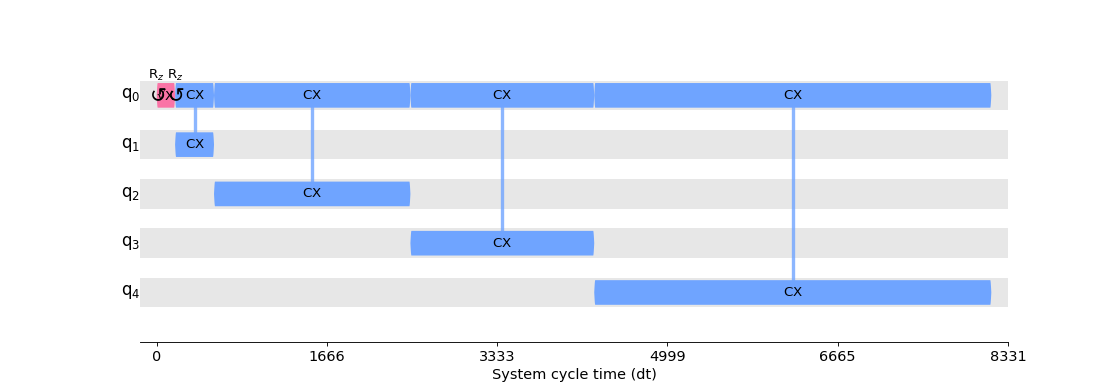 R_z R_z
q_0 CX CX CX CX
q_1 CX
q_2 CX
q_3 CX
q_4 CX
0 1666 3333 4999 6665 8331
System cycle time (dt)